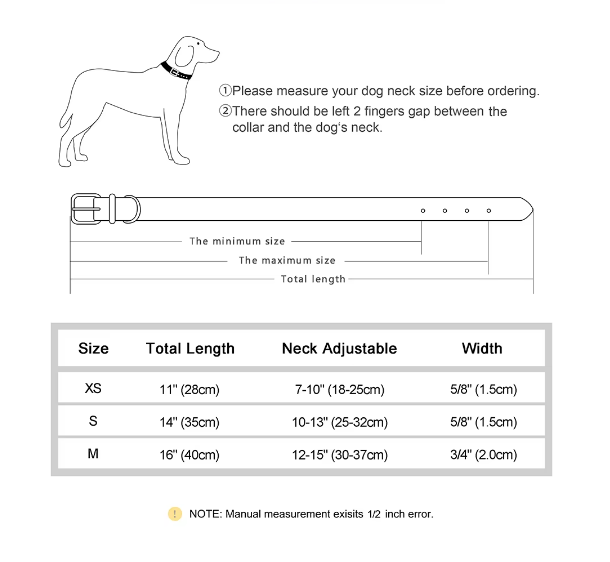 ①Please measure your dog neck size before ordering.
②There should be left 2 fingers gap between the
collar and the dog's neck.
The minimum size
The maximum size
Total length
Size Total Length Neck Adjustable Width
XS 11" (28cm) 7-10" (18-25cm) 5/8" (1.5cm)
S 14" (35cm) 10-13" (25-32cm) 5/8" (1.5cm)
M 16" (40cm) 12-15" (30-37cm) 3/4" (2.0cm)
! NOTE: Manual measurement exisits 1/2 inch error.